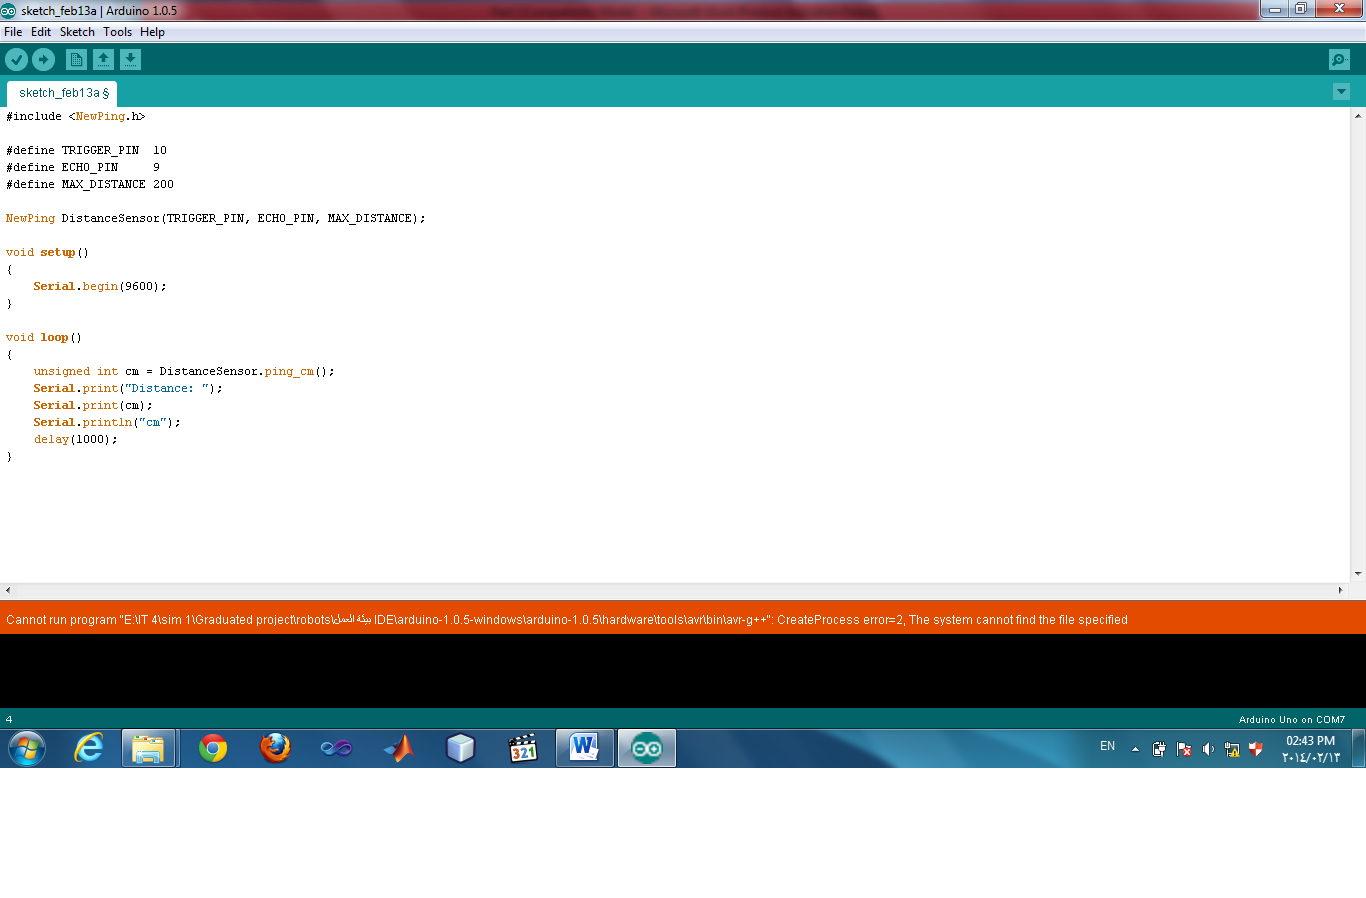 sketch_feb13a | Arduino 1.0.5
File Edit Sketch Tools Help
sketch_feb13a §
#include <NewPing.h>
#define TRIGGER_PIN  10
#define ECHO_PIN     9
#define MAX_DISTANCE 200
NewPing DistanceSensor(TRIGGER_PIN, ECHO_PIN, MAX_DISTANCE);
void setup()
{
    Serial.begin(9600);
}
void loop()
{
    unsigned int cm = DistanceSensor.ping_cm();
    Serial.print("Distance: ");
    Serial.print(cm);
    Serial.println("cm");
    delay(1000);
}
Cannot run program "E:\IT 4\sim 1\Graduated project\robots\بيئة العمل IDE\arduino-1.0.5-windows\arduino-1.0.5\hardware\tools\avr\bin\avr-g++": CreateProcess error=2, The system cannot find the file specified
4
Arduino Uno on COM7
321
W
EN
02:43 PM
٢٠١٤/٠٢/١٣